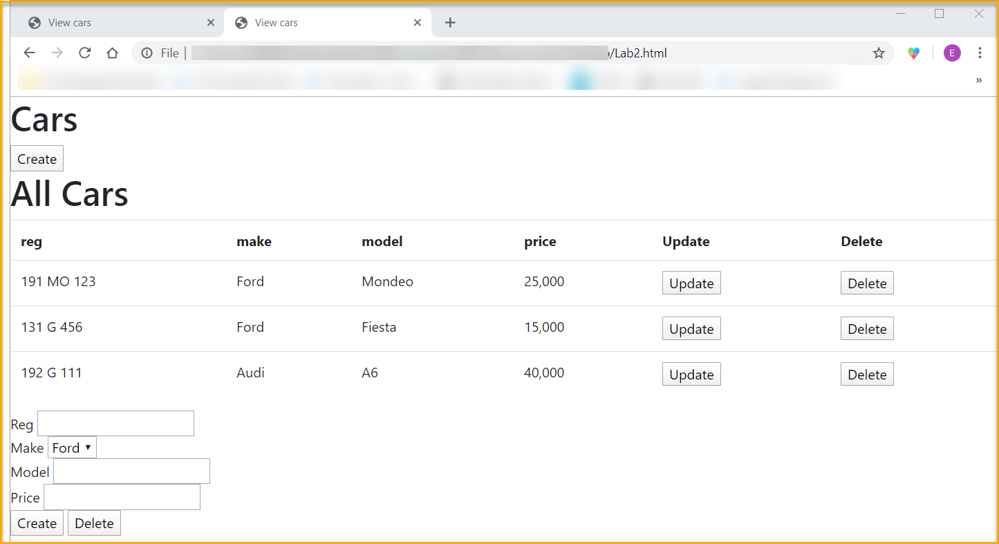 View cars View cars
File /Lab2.html E
Cars
Create
All Cars
reg make model price Update Delete
191 MO 123 Ford Mondeo 25,000 Update Delete
131 G 456 Ford Fiesta 15,000 Update Delete
192 G 111 Audi A6 40,000 Update Delete
Reg
Make Ford
Model
Price
Create Delete